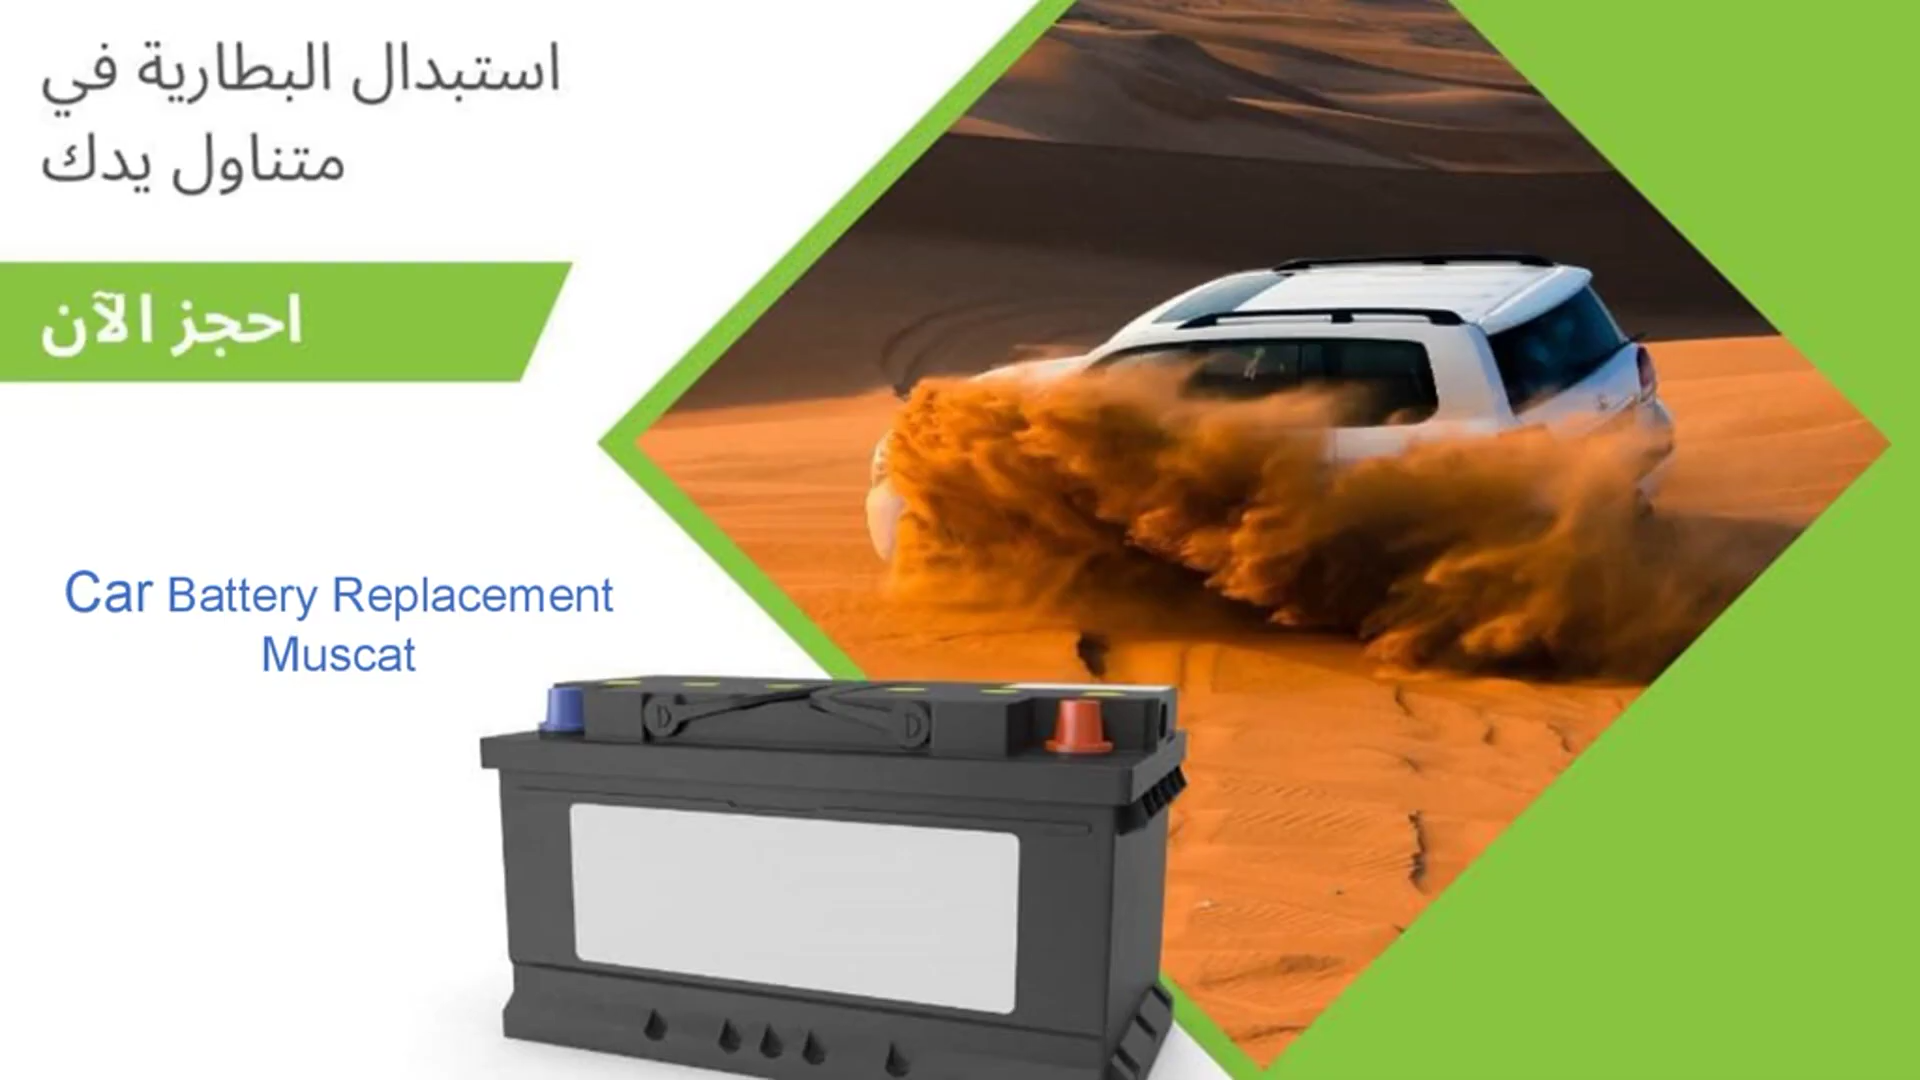 استبدال البطارية في
متناول يدك
احجز الآن
Car Battery Replacement
Muscat